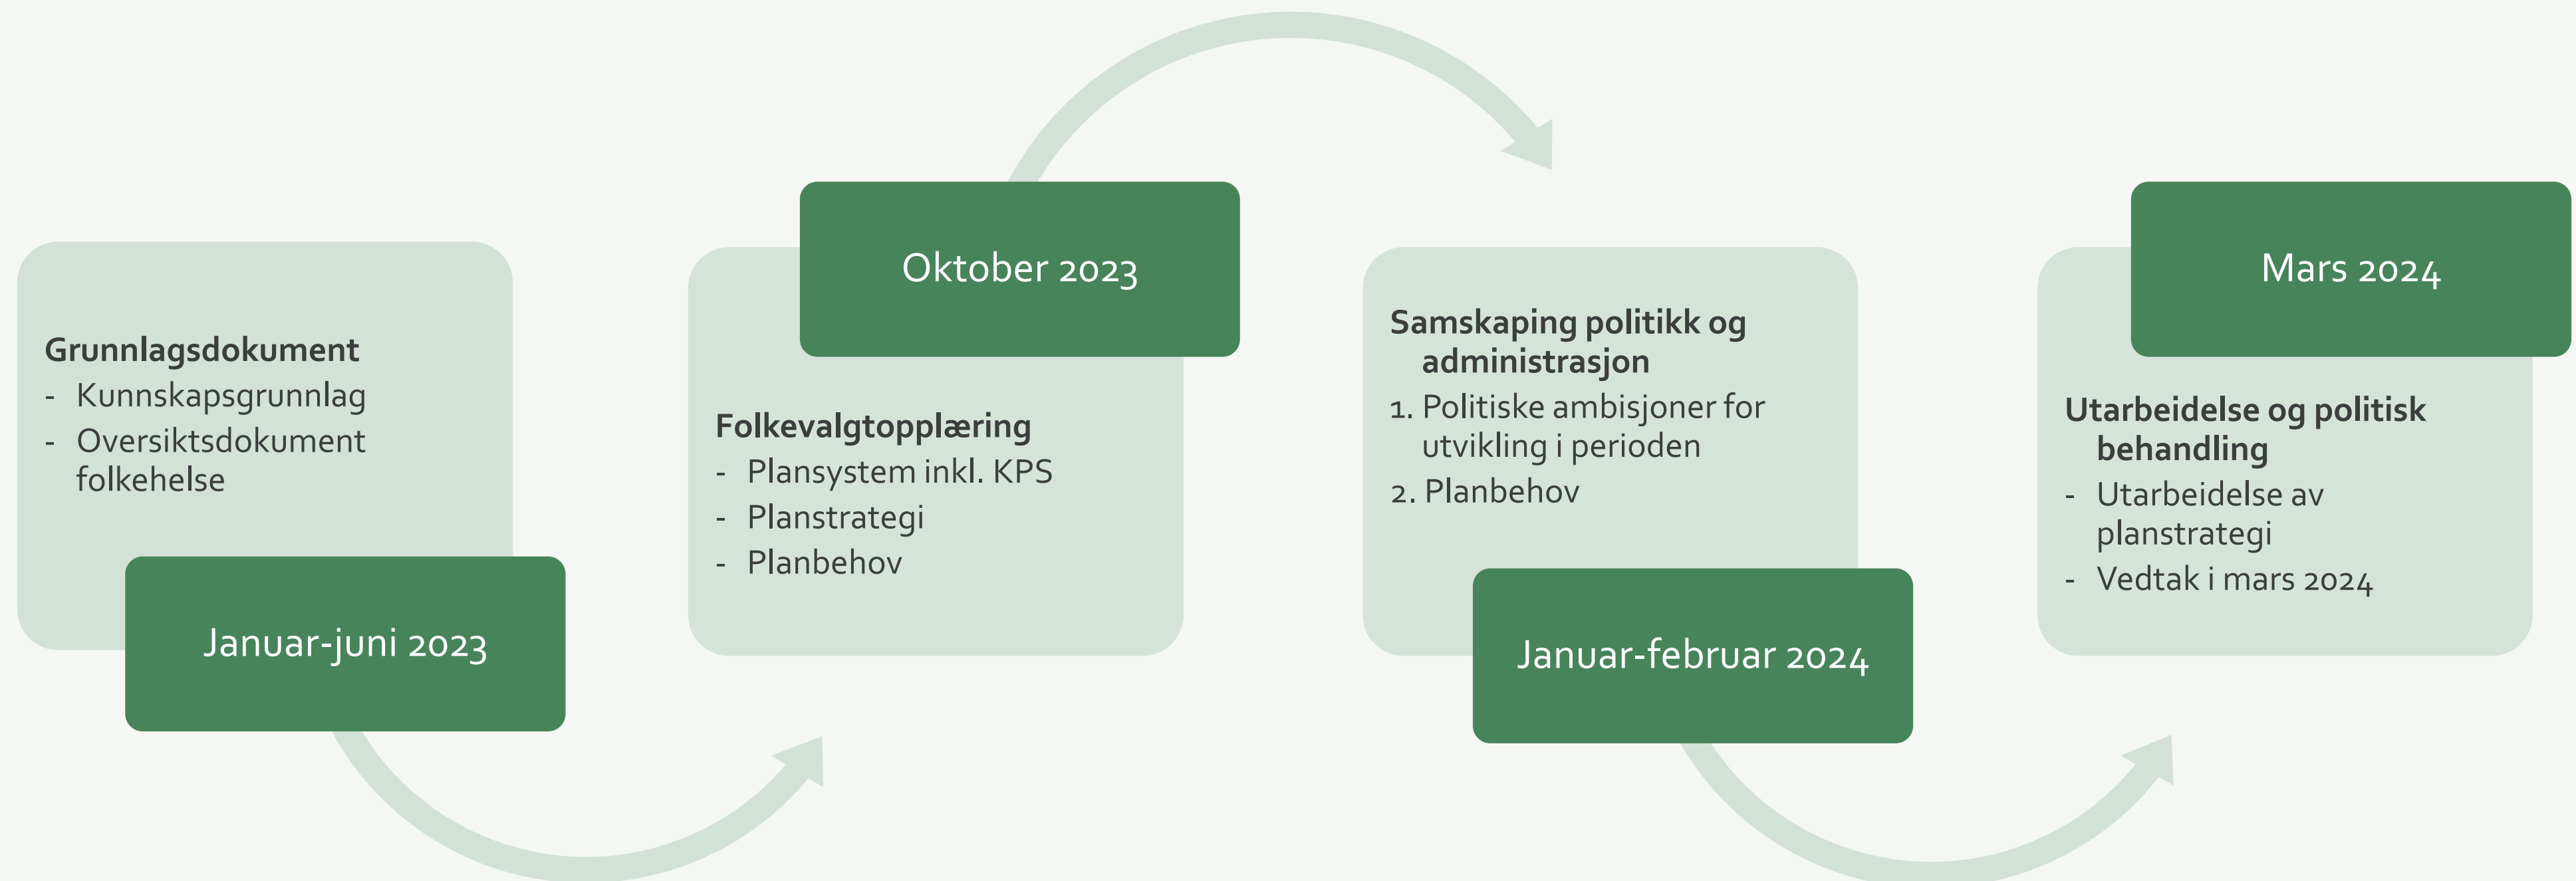 Grunnlagsdokument
- Kunnskapsgrunnlag
- Oversiktsdokument
folkehelse
Januar-juni 2023
Oktober 2023
Folkevalgtopplæring
- Plansystem inkl. KPS
- Planstrategi
- Planbehov
Samskaping politikk og
administrasjon
1. Politiske ambisjoner for
utvikling i perioden
2. Planbehov
Januar-februar 2024
Mars 2024
Utarbeidelse og politisk
behandling
- Utarbeidelse av
planstrategi
- Vedtak i mars 2024